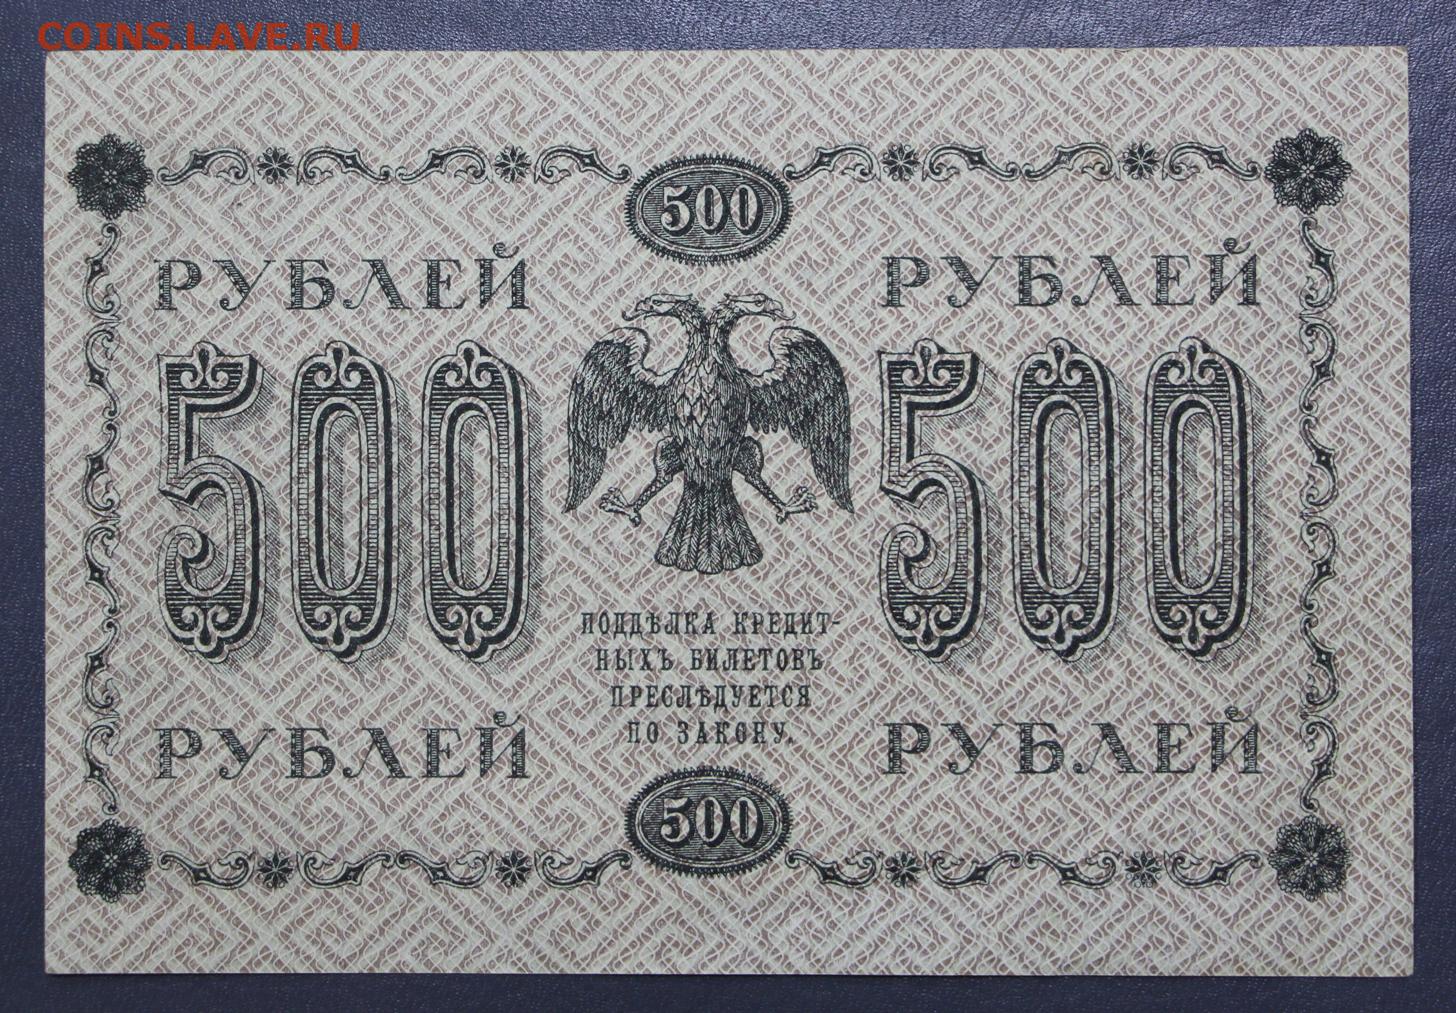 COINS.LAVE.RU
500
РУБЛЕЙ РУБЛЕЙ
500 500
ПОДДѢЛКА КРЕДИТ-
НЫХЪ БИЛЕТОВЪ
ПРЕСЛѢДУЕТСЯ
ПО ЗАКОНУ.
РУБЛЕЙ РУБЛЕЙ
500